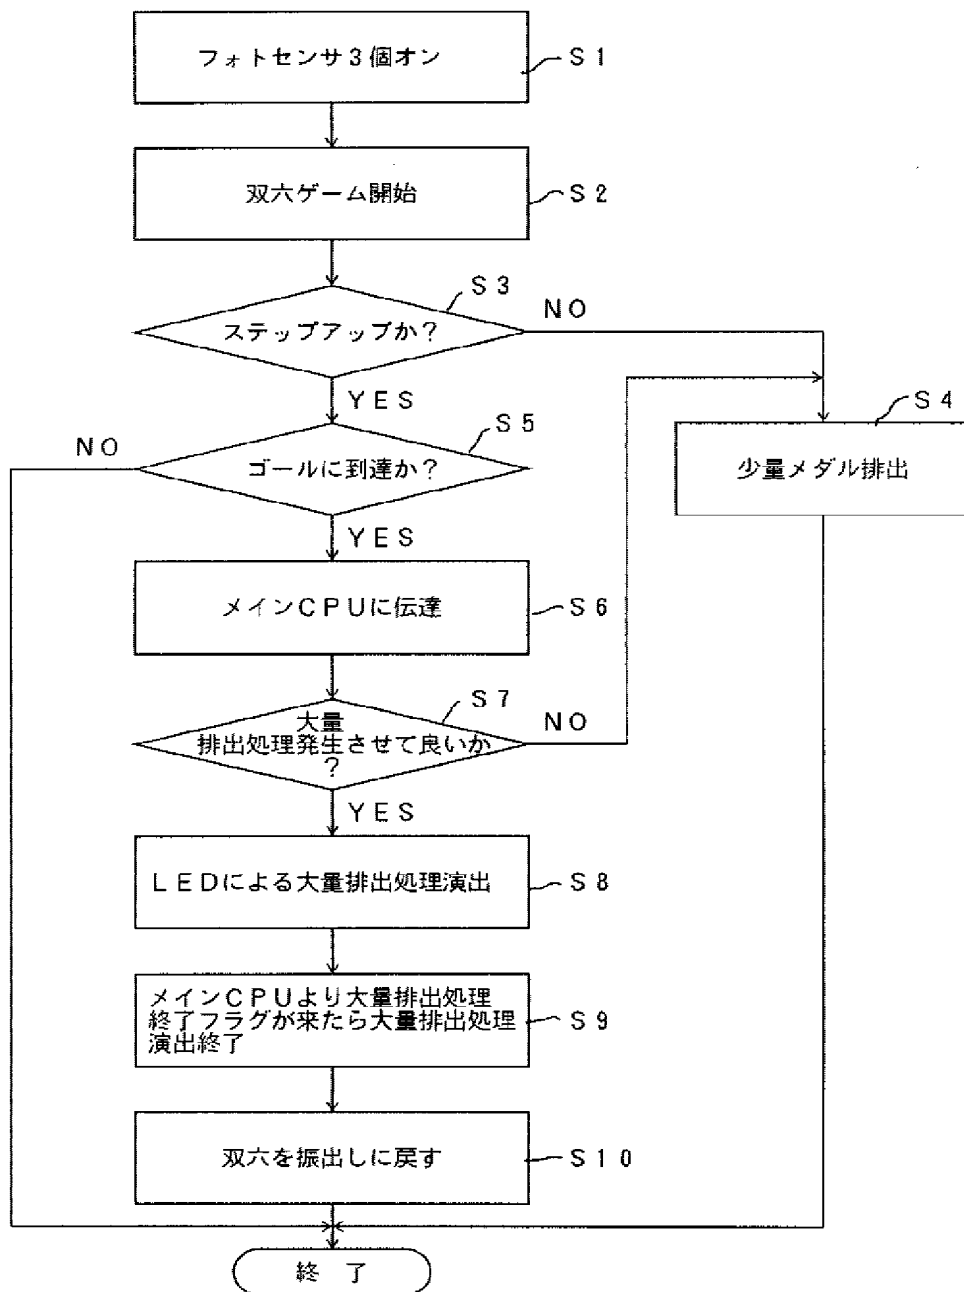 フォトセンサ3個オン
S1
双六ゲーム開始
S2
S3
ステップアップか?
NO
YES
S4
少量メダル排出
S5
NO
ゴールに到達か?
YES
メインCPUに伝達
S6
S7
大量
排出処理発生させて良いか
?
NO
YES
LEDによる大量排出処理演出
S8
メインCPUより大量排出処理
終了フラグが来たら大量排出処理
演出終了
S9
双六を振出しに戻す
S10
終了